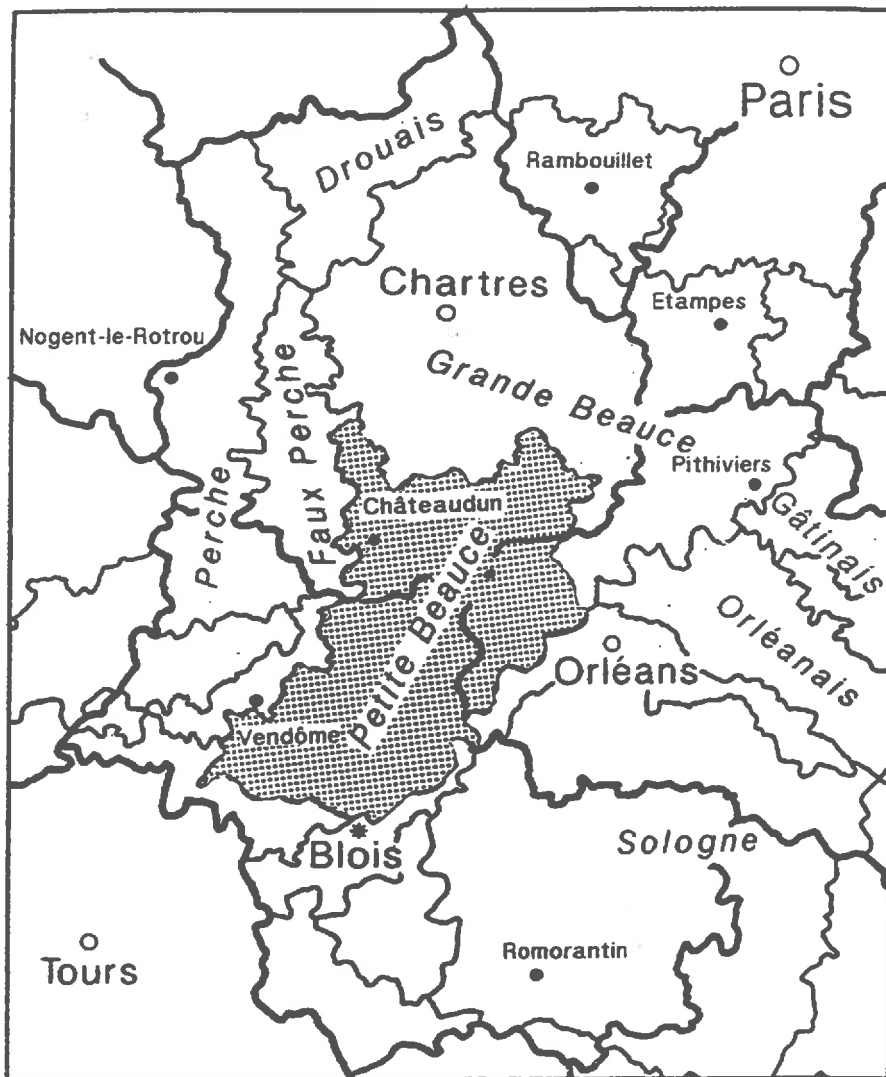 Paris
Drouais
Rambouillet
Chartres
Etampes
Nogent-le-Rotrou
Grande Beauce
Faux Perche
Perche
Pithiviers
Châteaudun
Gâtinais
Petite Beauce
Orléanais
Orléans
Vendôme
Blois
Sologne
Tours
Romorantin